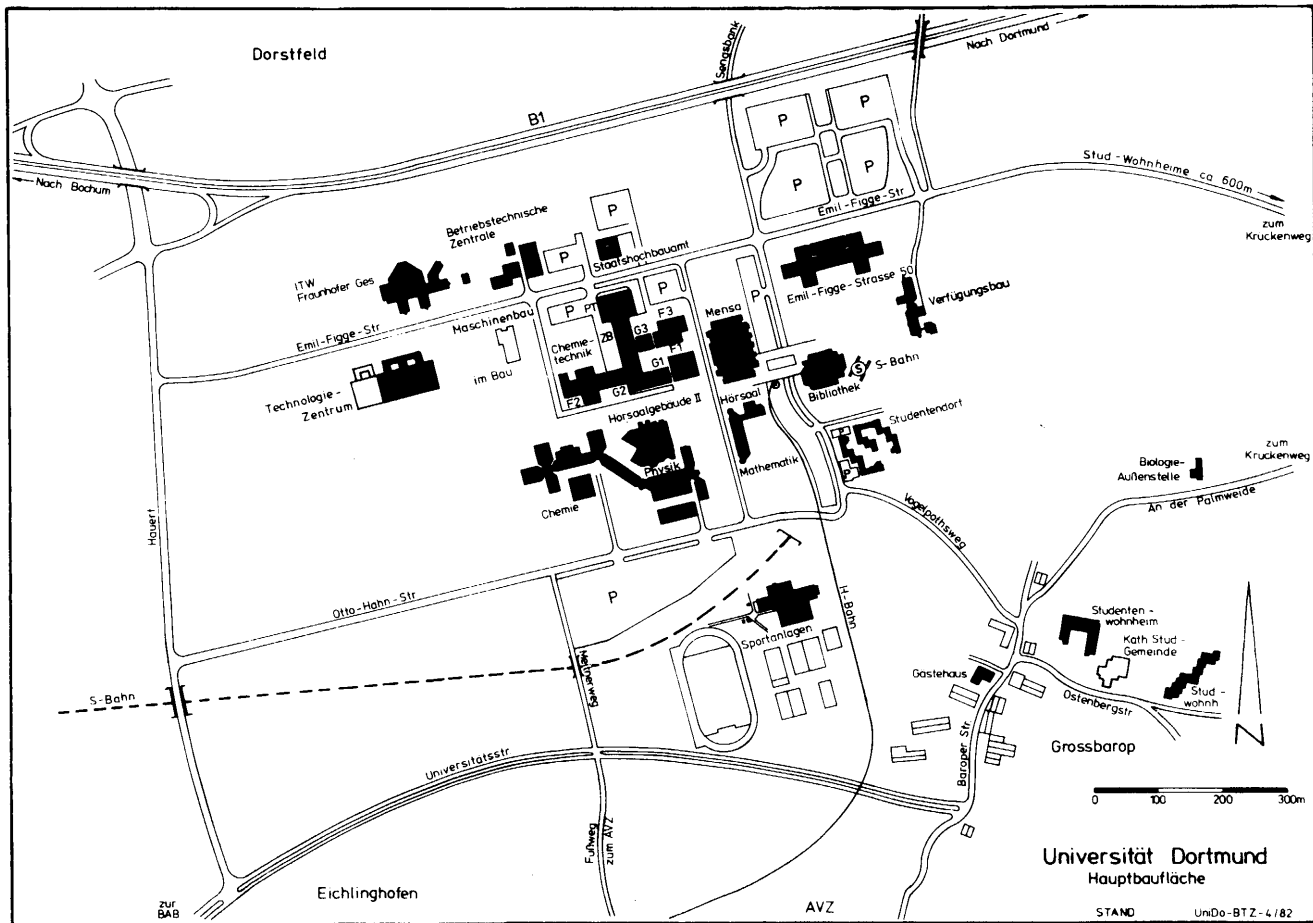 Dorstfeld
Sengsbank
Nach Dortmund
B1
Nach Bochum
P
P
P
P
Stud-Wohnheime ca 600m
zum
Kruckenweg
Emil-Figge-Str
P
Betriebstechnische
Zentrale
Staatshochbauamt
P
ITW
Fraunhofer Ges
Emil-Figge-Strasse 50
Verfügungsbau
P
P
Emil-Figge-Str
Maschinenbau
P
PT
F3
Mensa
Chemie-
technik
ZB
G3
F1
G1
S-Bahn
S
im Bau
Technologie-
Zentrum
F2
G2
Hörsaal
Bibliothek
Horsaalgebäude II
Studentendorf
P
P
Physik
Mathematik
Chemie
Biologie-
Außenstelle
zum
Kruckenweg
An der Palmweide
Vogelpothsweg
Hauert
Otto-Hahn-Str
P
H-Bahn
Sportanlagen
Meitnerweg
Studenten-
wohnheim
Kath Stud-
Gemeinde
Gästehaus
Stud-
wohnh
S-Bahn
Ostenbergstr
Grossbarop
Baroper Str.
Universitätsstr
N
0 100 200 300m
Fußweg
zum AVZ
Universität Dortmund
Hauptbaufläche
Eichlinghofen
zur
BAB
AVZ
STAND UniDo-BTZ-4/82